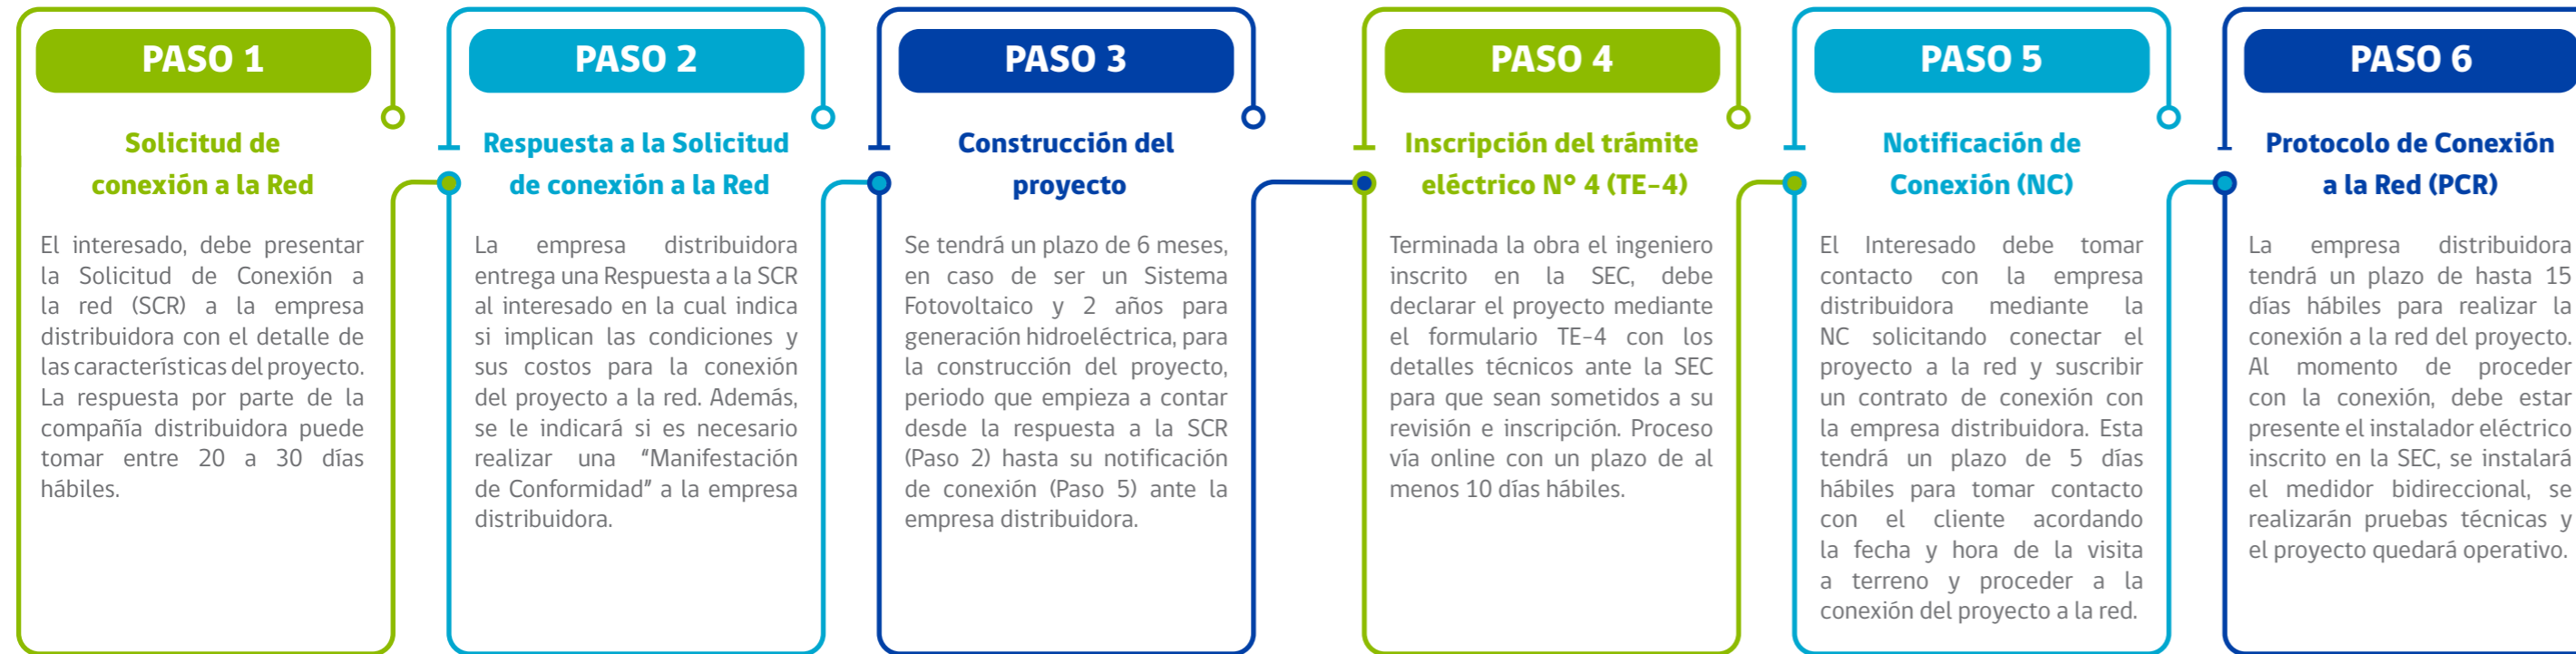 PASO 1
Solicitud de
conexión a la Red
El interesado, debe presentar
la Solicitud de Conexión a
la red (SCR) a la empresa
distribuidora con el detalle de
las características del proyecto.
La respuesta por parte de la
compañía distribuidora puede
tomar entre 20 a 30 días
hábiles.
PASO 2
Respuesta a la Solicitud
de conexión a la Red
La empresa distribuidora
entrega una Respuesta a la SCR
al interesado en la cual indica
si implican las condiciones y
sus costos para la conexión
del proyecto a la red. Además,
se le indicará si es necesario
realizar una "Manifestación
de Conformidad" a la empresa
distribuidora.
PASO 3
Construcción del
proyecto
Se tendrá un plazo de 6 meses,
en caso de ser un Sistema
Fotovoltaico y 2 años para
generación hidroeléctrica, para
la construcción del proyecto,
periodo que empieza a contar
desde la respuesta a la SCR
(Paso 2) hasta su notificación
de conexión (Paso 5) ante la
empresa distribuidora.
PASO 4
Inscripción del trámite
eléctrico N° 4 (TE-4)
Terminada la obra el ingeniero
inscrito en la SEC, debe
declarar el proyecto mediante
el formulario TE-4 con los
detalles técnicos ante la SEC
para que sean sometidos a su
revisión e inscripción. Proceso
vía online con un plazo de al
menos 10 días hábiles.
PASO 5
Notificación de
Conexión (NC)
El Interesado debe tomar
contacto con la empresa
distribuidora mediante la
NC solicitando conectar el
proyecto a la red y suscribir
un contrato de conexión con
la empresa distribuidora. Esta
tendrá un plazo de 5 días
hábiles para tomar contacto
con el cliente acordando
la fecha y hora de la visita
a terreno y proceder a la
conexión del proyecto a la red.
PASO 6
Protocolo de Conexión
a la Red (PCR)
La empresa distribuidora
tendrá un plazo de hasta 15
días hábiles para realizar la
conexión a la red del proyecto.
Al momento de proceder
con la conexión, debe estar
presente el instalador eléctrico
inscrito en la SEC, se instalará
el medidor bidireccional, se
realizarán pruebas técnicas y
el proyecto quedará operativo.